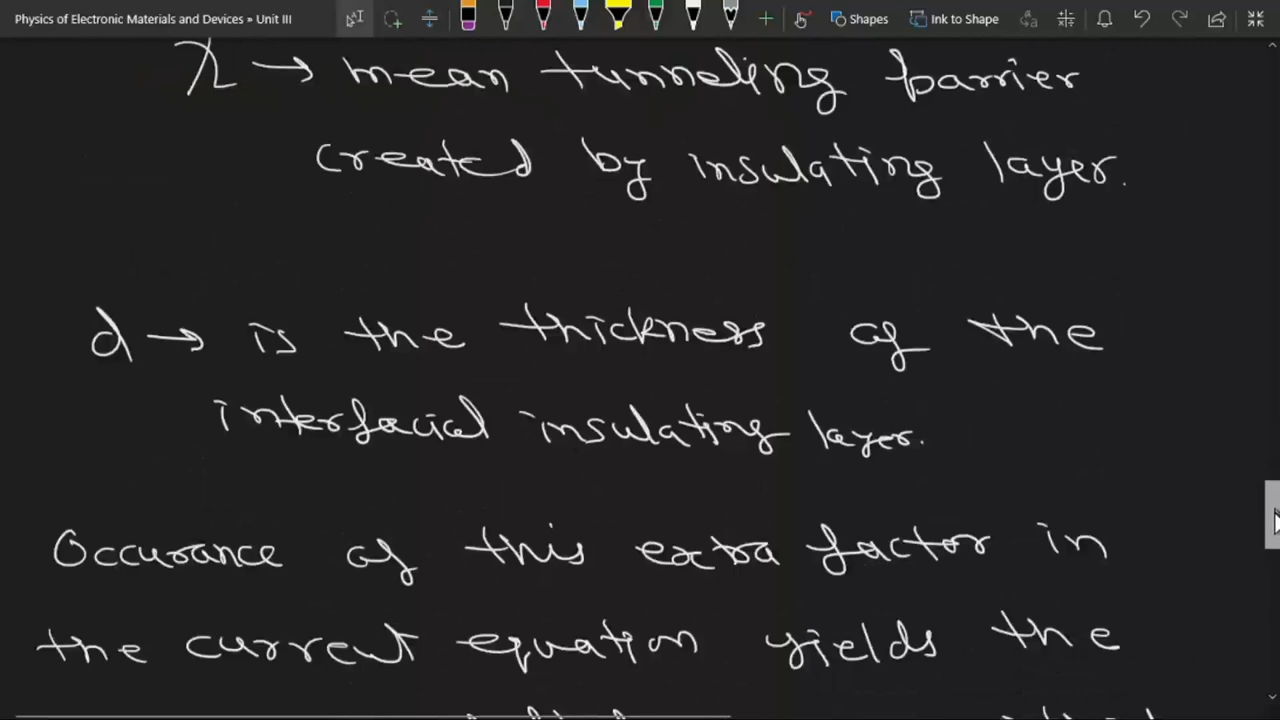 Physics of Electronic Materials and Devices » Unit III
Shapes
Ink to Shape
→ mean tunneling barrier
created by insulating layer.
d → is the thickness of the
interfacial insulating layer.
Occurance of this extra factor in
the current equation yields the